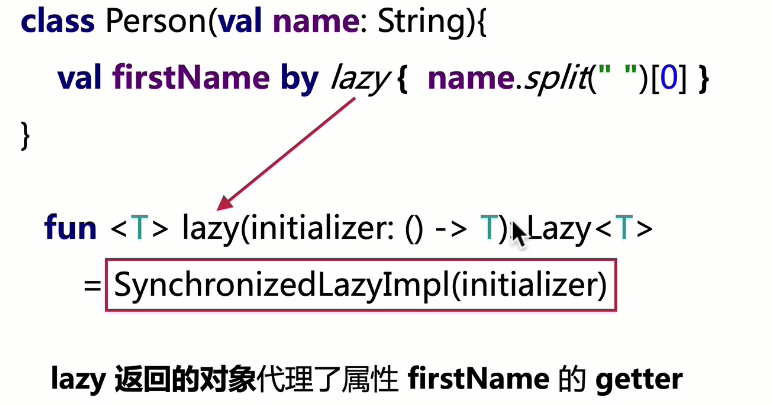 class Person(val name: String){
val firstName by lazy { name.split(" ")[0] }
}
fun <T> lazy(initializer: () -> T): Lazy<T>
= SynchronizedLazyImpl(initializer)
lazy 返回的对象代理了属性 firstName 的 getter